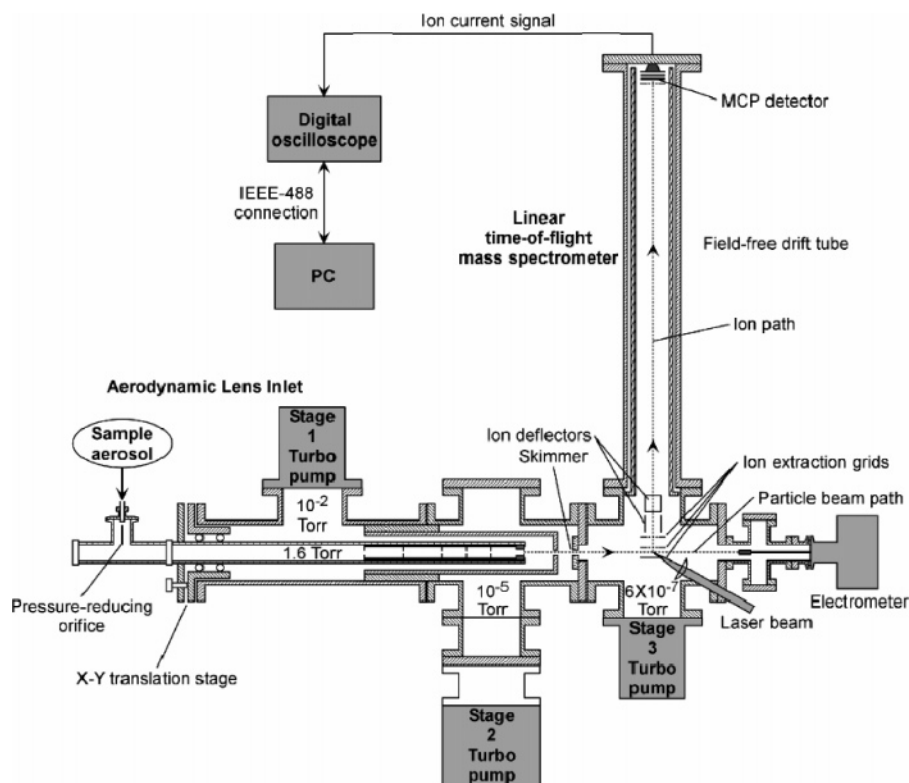 Ion current signal
MCP detector
Digital
oscilloscope
IEEE-488
connection
PC
Linear
time-of-flight
mass spectrometer
Field-free drift tube
Ion path
Aerodynamic Lens Inlet
Sample
aerosol
Stage
1
Turbo
pump
Ion deflectors
Skimmer
Ion extraction grids
Particle beam path
10⁻²
Torr
1.6 Torr
10⁻⁵
Torr
6X10⁻⁷
Torr
Electrometer
Laser beam
Pressure-reducing
orifice
X-Y translation stage
Stage
3
Turbo
pump
Stage
2
Turbo
pump